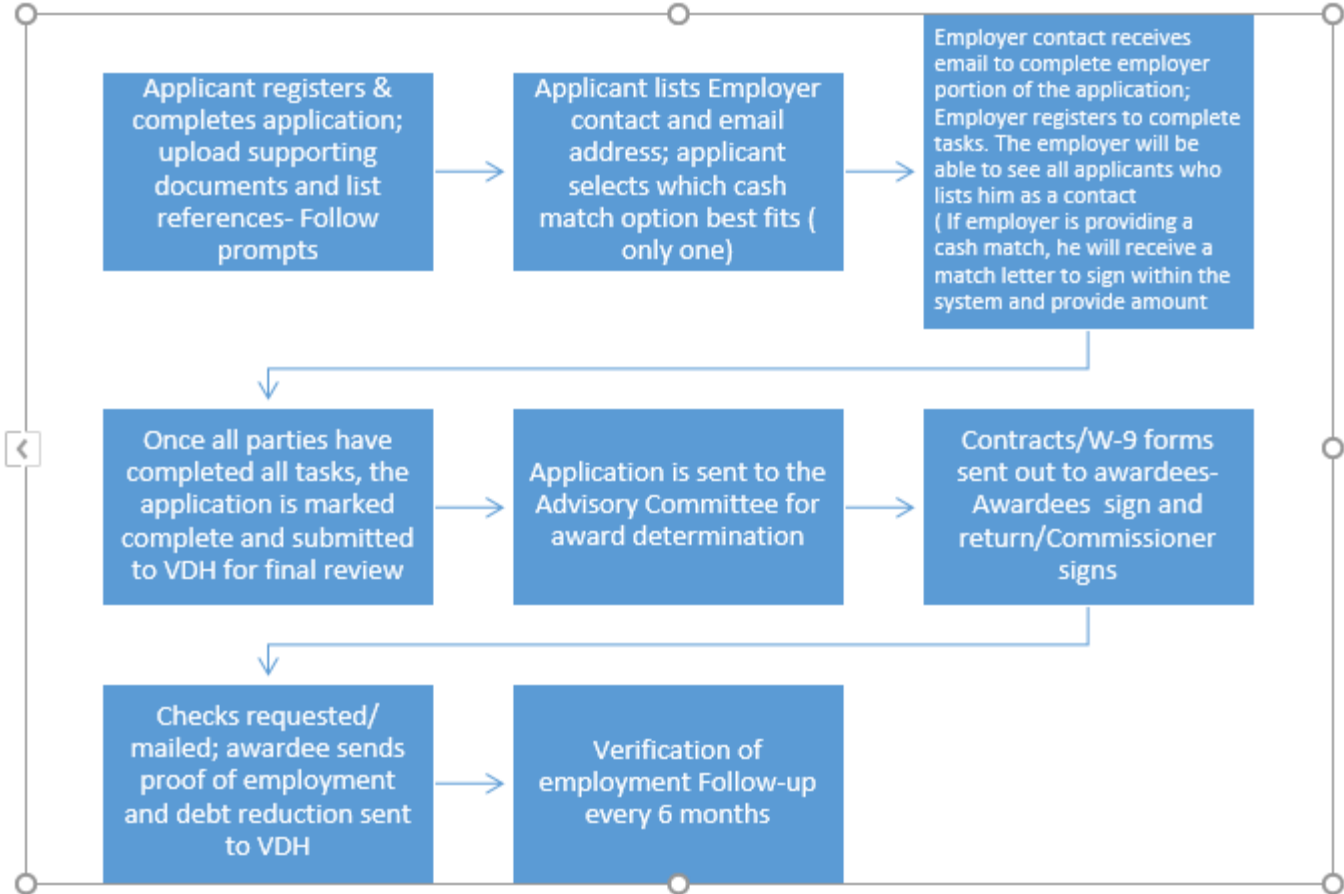 Applicant registers &
completes application;
upload supporting
documents and list
references- Follow
prompts
Applicant lists Employer
contact and email
address; applicant
selects which cash
match option best fits (
only one)
Employer contact receives
email to complete employer
portion of the application;
Employer registers to complete
tasks. The employer will be
able to see all applicants who
lists him as a contact
( If employer is providing a
cash match, he will receive a
match letter to sign within the
system and provide amount
Once all parties have
completed all tasks, the
application is marked
complete and submitted
to VDH for final review
Application is sent to the
Advisory Committee for
award determination
Contracts/W-9 forms
sent out to awardees-
Awardees  sign and
return/Commissioner
signs
Checks requested/
mailed; awardee sends
proof of employment
and debt reduction sent
to VDH
Verification of
employment Follow-up
every 6 months